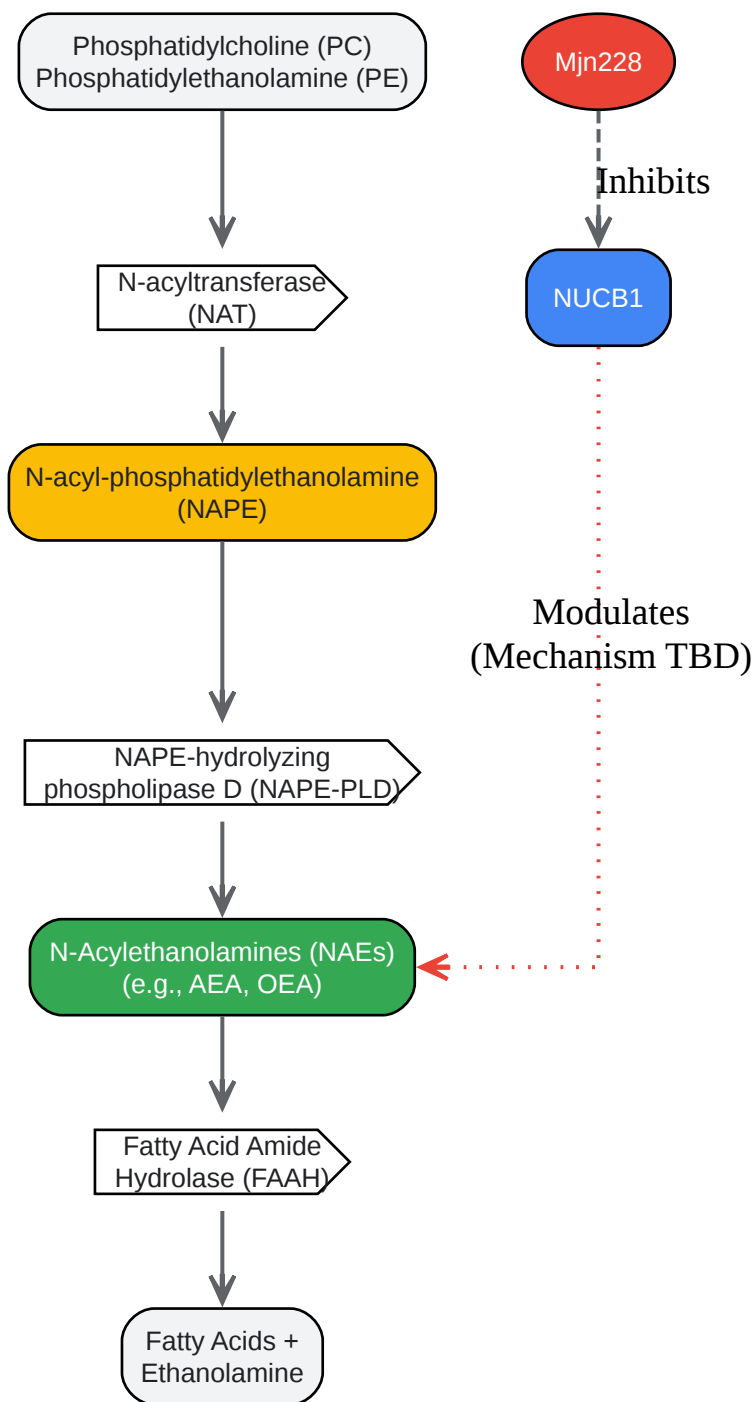 Phosphatidylcholine (PC)
Phosphatidylethanolamine (PE)
Mjn228
Inhibits
N-acyltransferase
(NAT)
NUCB1
N-acyl-phosphatidylethanolamine
(NAPE)
Modulates
(Mechanism TBD)
NAPE-hydrolyzing
phospholipase D (NAPE-PLD)
N-Acylethanolamines (NAEs)
(e.g., AEA, OEA)
Fatty Acid Amide
Hydrolase (FAAH)
Fatty Acids +
Ethanolamine